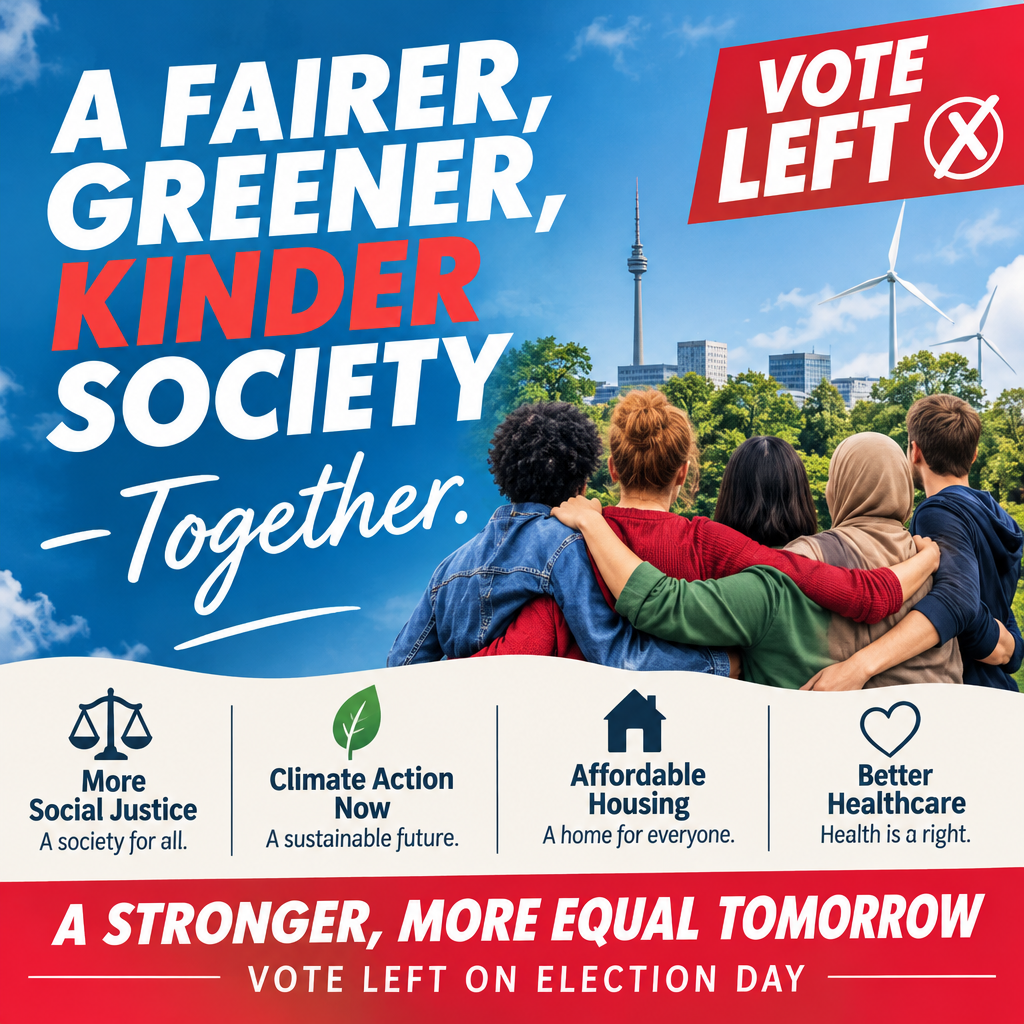 A FAIRER,
GREENER,
KINDER
SOCIETY
Together.
VOTE
LEFT
More
Social Justice
A society for all.
Climate Action
Now
A sustainable future.
Affordable
Housing
A home for everyone.
Better
Healthcare
Health is a right.
A STRONGER, MORE EQUAL TOMORROW
VOTE LEFT ON ELECTION DAY